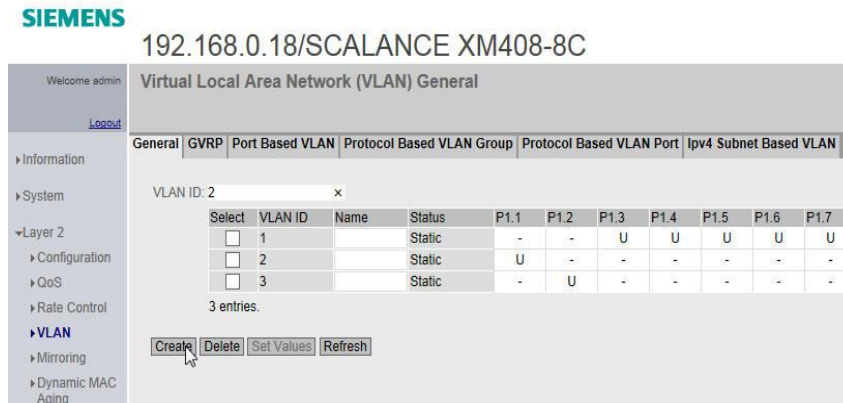 SIEMENS
192.168.0.18/SCALANCE XM408-8C
Welcome admin
Logout
Virtual Local Area Network (VLAN) General
General GVRP Port Based VLAN Protocol Based VLAN Group Protocol Based VLAN Port Ipv4 Subnet Based VLAN
Information
System
Layer 2
Configuration
QoS
Rate Control
VLAN
Mirroring
Dynamic MAC
Aging
VLAN ID: 2 ×
Select VLAN ID Name Status P1.1 P1.2 P1.3 P1.4 P1.5 P1.6 P1.7
1 Static - - U U U U U
2 Static U - - - - - -
3 Static - U - - - - -
3 entries.
Create Delete Set Values Refresh